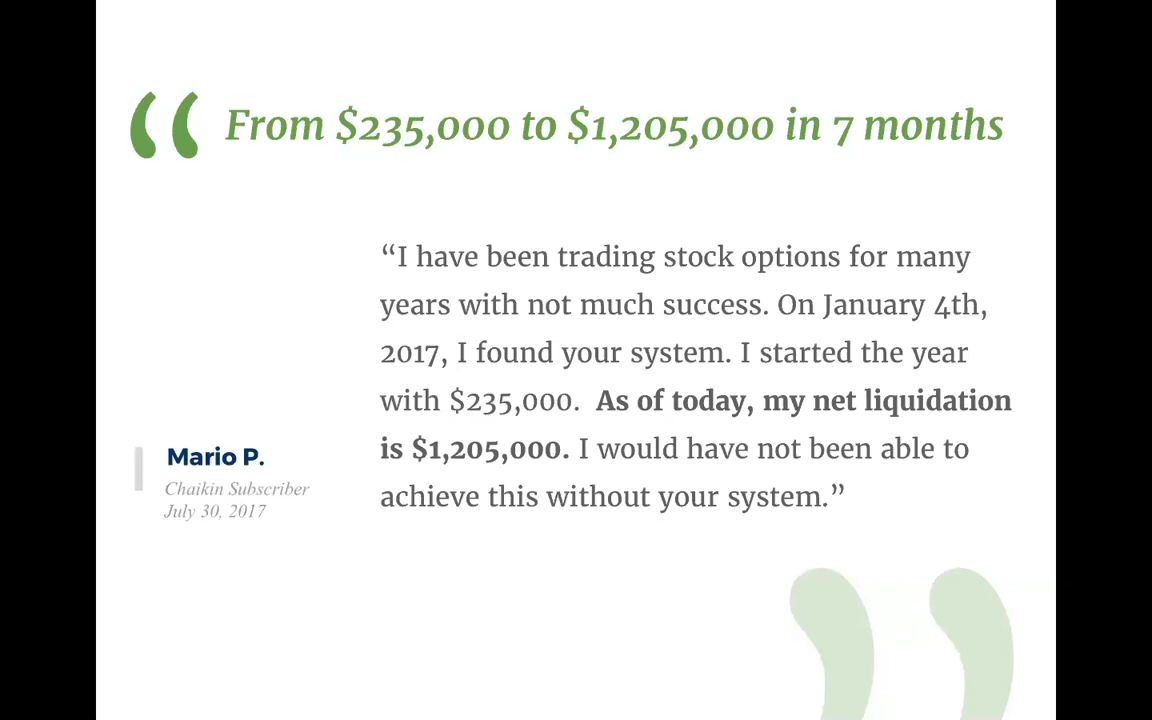 From $235,000 to $1,205,000 in 7 months
“I have been trading stock options for many
years with not much success. On January 4th,
2017, I found your system. I started the year
with $235,000.  As of today, my net liquidation
is $1,205,000. I would have not been able to
achieve this without your system.”
Mario P.
Chaikin Subscriber
July 30, 2017